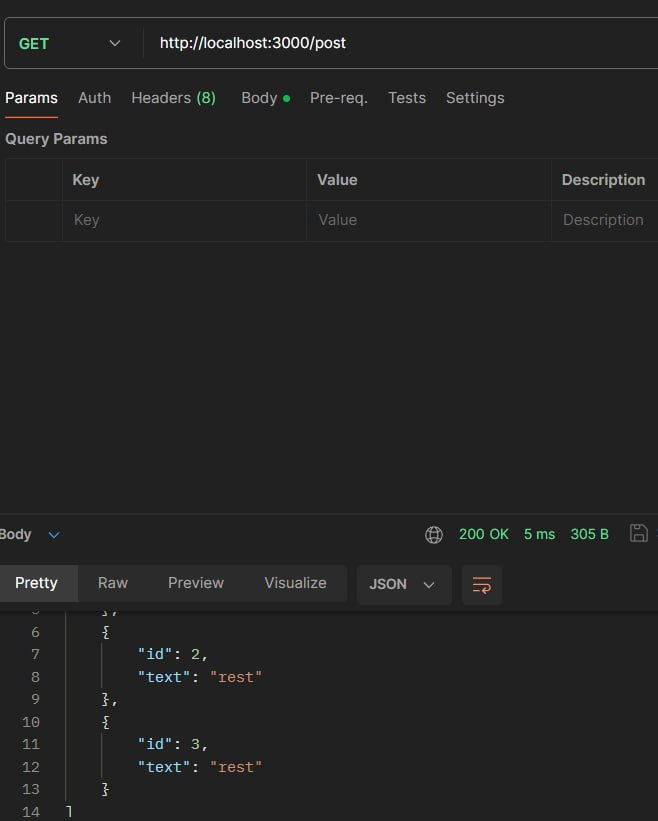 GET http://localhost:3000/post
Params Auth Headers (8) Body Pre-req. Tests Settings
Query Params
Key Value Description
Key Value Description
Body 200 OK 5 ms 305 B
Pretty Raw Preview Visualize JSON
5 },
6 {
7 "id": 2,
8 "text": "rest"
9 },
10 {
11 "id": 3,
12 "text": "rest"
13 }
14 ]